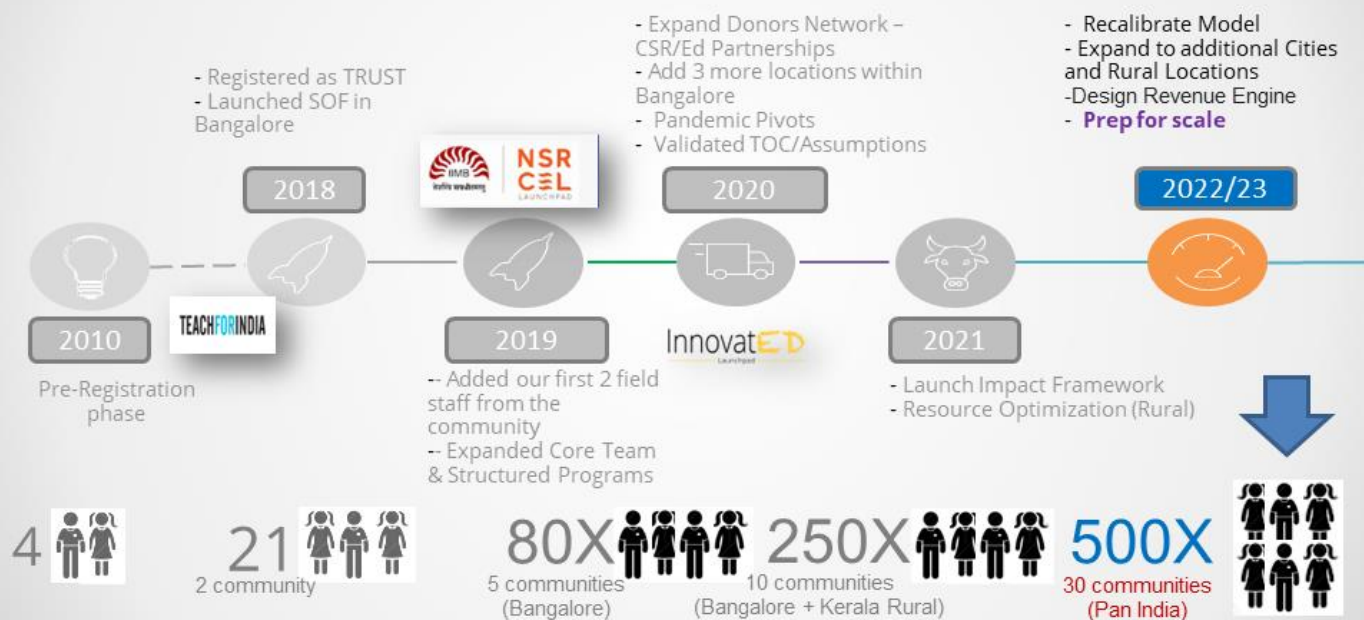 - Registered as TRUST
- Launched SOF in
Bangalore
- Expand Donors Network –
CSR/Ed Partnerships
- Add 3 more locations within
Bangalore
- Pandemic Pivots
- Validated TOC/Assumptions
- Recalibrate Model
- Expand to additional Cities
and Rural Locations
-Design Revenue Engine
- Prep for scale
2018
IIMB
NSR
CEL
LAUNCHPAD
2020
2022/23
2010
TEACHFORINDIA
2019
InnovatED
Launchpad
2021
Pre-Registration
phase
-- Added our first 2 field
staff from the
community
-- Expanded Core Team
& Structured Programs
- Launch Impact Framework
- Resource Optimization (Rural)
4
21
2 community
80X
5 communities
(Bangalore)
250X
10 communities
(Bangalore + Kerala Rural)
500X
30 communities
(Pan India)